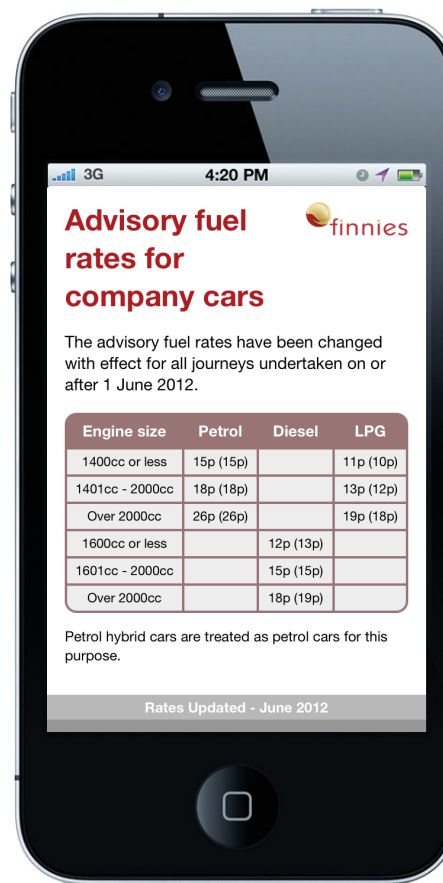 3G 4:20 PM
Advisory fuel
rates for
company cars
finnies
The advisory fuel rates have been changed
with effect for all journeys undertaken on or
after 1 June 2012.
Engine size Petrol Diesel LPG
1400cc or less 15p (15p) 11p (10p)
1401cc - 2000cc 18p (18p) 13p (12p)
Over 2000cc 26p (26p) 19p (18p)
1600cc or less 12p (13p)
1601cc - 2000cc 15p (15p)
Over 2000cc 18p (19p)
Petrol hybrid cars are treated as petrol cars for this
purpose.
Rates Updated - June 2012